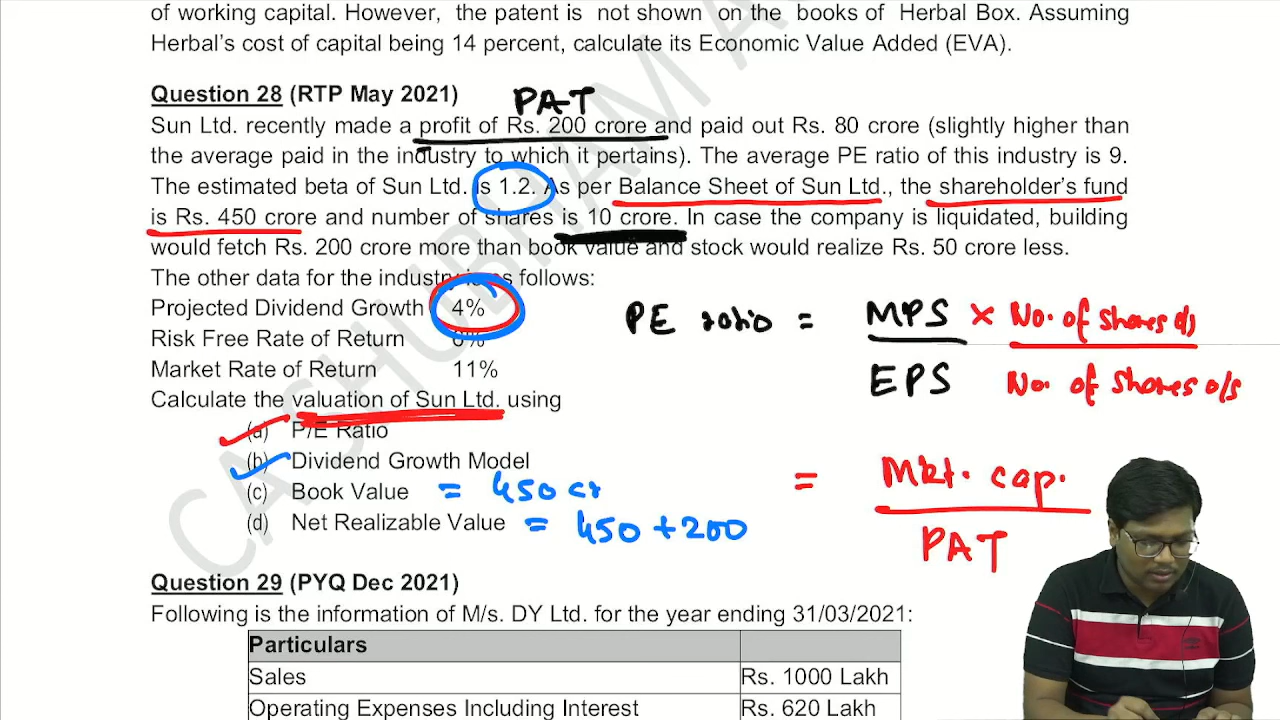 of working capital. However, the patent is not shown on the books of Herbal Box. Assuming
Herbal's cost of capital being 14 percent, calculate its Economic Value Added (EVA).
Question 28 (RTP May 2021)
PAT
Sun Ltd. recently made a profit of Rs. 200 crore and paid out Rs. 80 crore (slightly higher than
the average paid in the industry to which it pertains). The average PE ratio of this industry is 9.
The estimated beta of Sun Ltd. is 1.2. As per Balance Sheet of Sun Ltd., the shareholder's fund
is Rs. 450 crore and number of shares is 10 crore. In case the company is liquidated, building
would fetch Rs. 200 crore more than book value and stock would realize Rs. 50 crore less.
The other data for the industry is as follows:
Projected Dividend Growth 4%
Risk Free Rate of Return 6%
Market Rate of Return 11%
Calculate the valuation of Sun Ltd. using
(a) P/E Ratio
(b) Dividend Growth Model
(c) Book Value = 450 cr
(d) Net Realizable Value = 450 + 200
PE ratio = MPS × No. of shares o/s
EPS No. of shares o/s
= Mkt. cap.
PAT
Question 29 (PYQ Dec 2021)
Following is the information of M/s. DY Ltd. for the year ending 31/03/2021:
Particulars
Sales Rs. 1000 Lakh
Operating Expenses Including Interest Rs. 620 Lakh